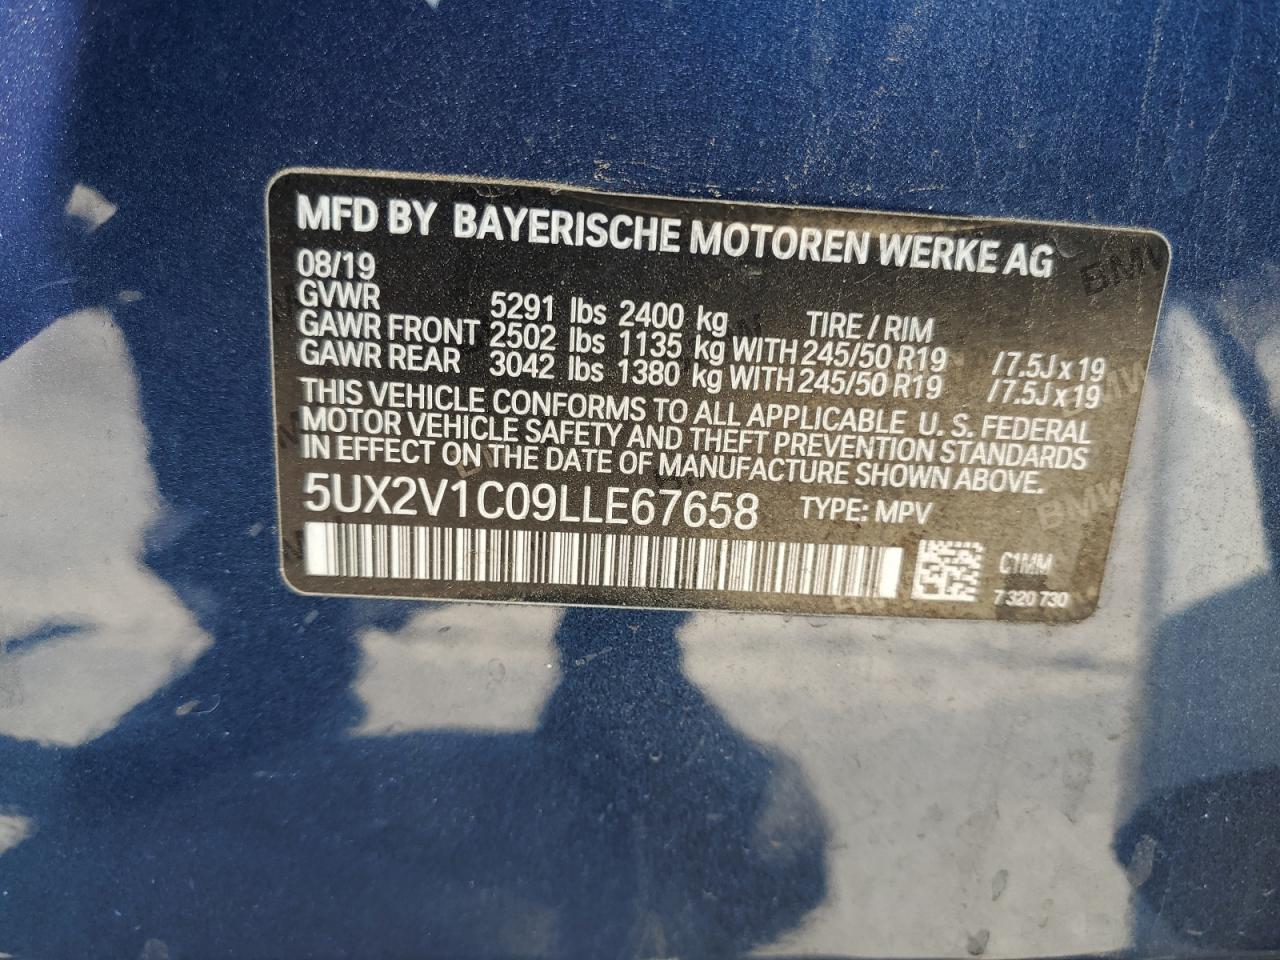 MFD BY BAYERISCHE MOTOREN WERKE AG
08/19
GVWR 5291 lbs 2400 kg TIRE / RIM
GAWR FRONT 2502 lbs 1135 kg WITH 245/50 R19 /7.5J x 19
GAWR REAR 3042 lbs 1380 kg WITH 245/50 R19 /7.5J x 19
THIS VEHICLE CONFORMS TO ALL APPLICABLE U. S. FEDERAL
MOTOR VEHICLE SAFETY AND THEFT PREVENTION STANDARDS
IN EFFECT ON THE DATE OF MANUFACTURE SHOWN ABOVE.
5UX2V1C09LLE67658 TYPE: MPV
C1MM
7 320 730